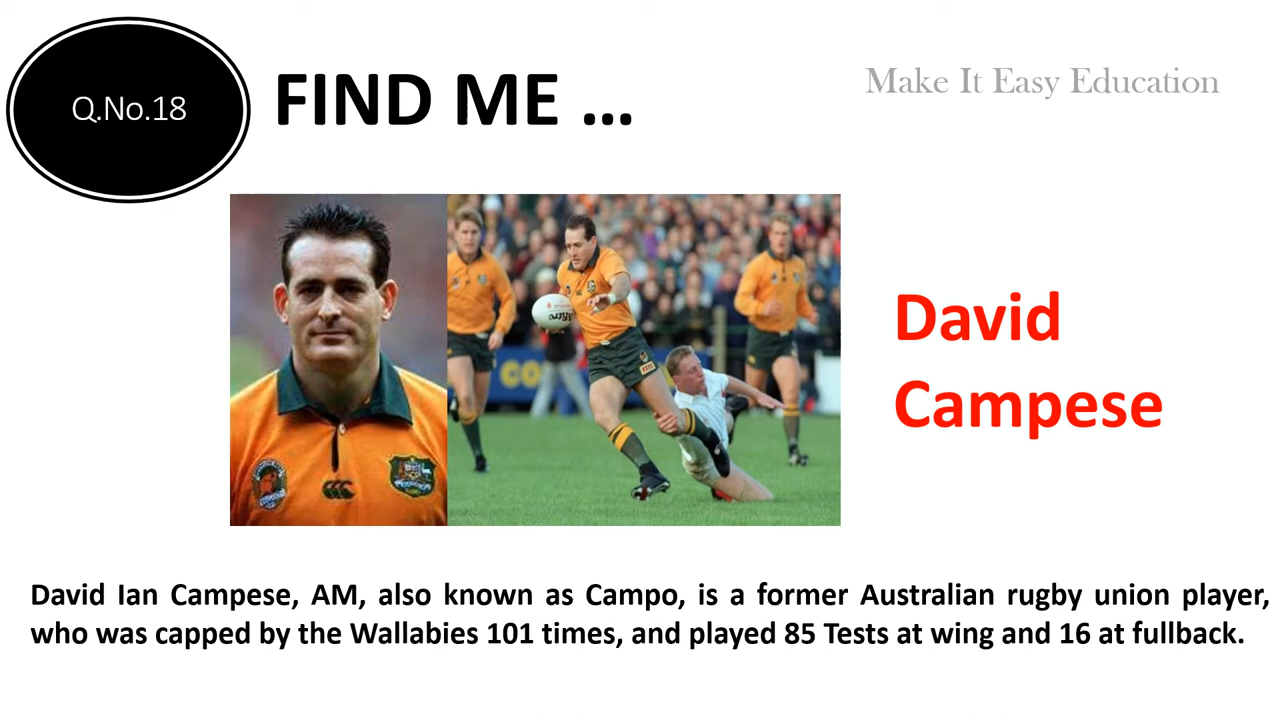 Q.No.18
FIND ME ...
Make It Easy Education
David
Campese
David Ian Campese, AM, also known as Campo, is a former Australian rugby union player,
who was capped by the Wallabies 101 times, and played 85 Tests at wing and 16 at fullback.